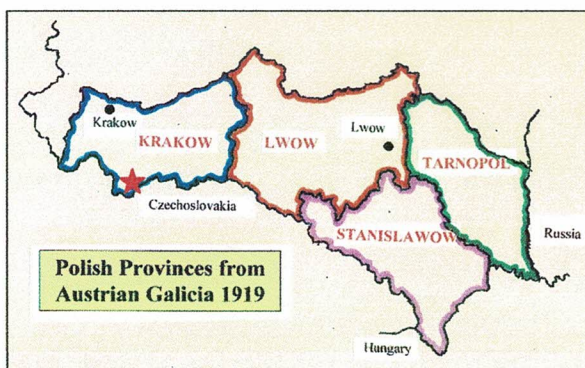 Krakow
KRAKOW
LWOW
Lwow
TARNOPOL
Czechoslovakia
STANISLAWOW
Russia
Polish Provinces from
Austrian Galicia 1919
Hungary